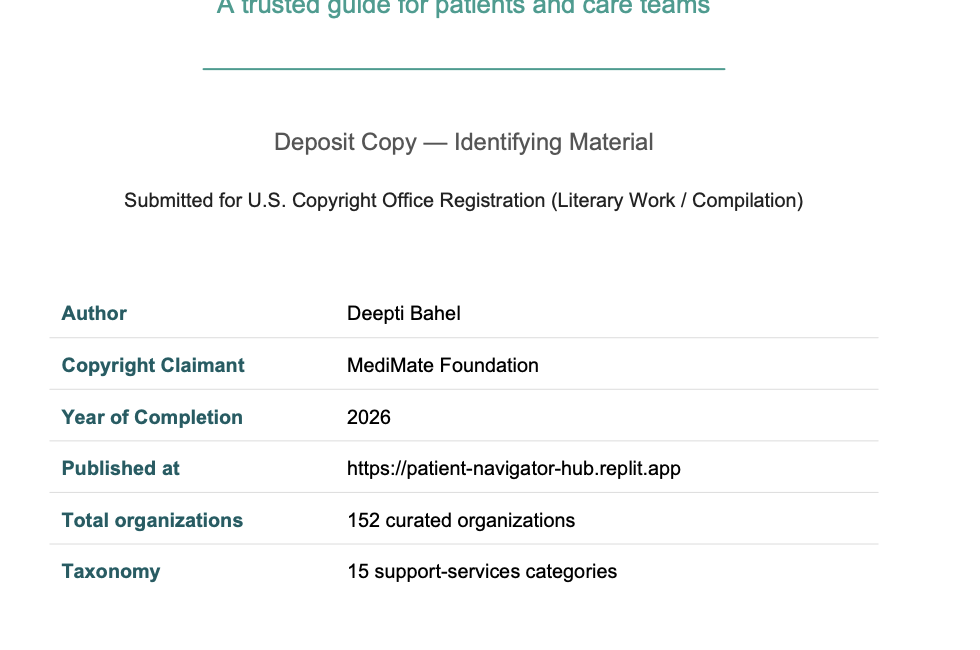 A trusted guide for patients and care teams
Deposit Copy — Identifying Material
Submitted for U.S. Copyright Office Registration (Literary Work / Compilation)
Author Deepti Bahel
Copyright Claimant MediMate Foundation
Year of Completion 2026
Published at https://patient-navigator-hub.replit.app
Total organizations 152 curated organizations
Taxonomy 15 support-services categories